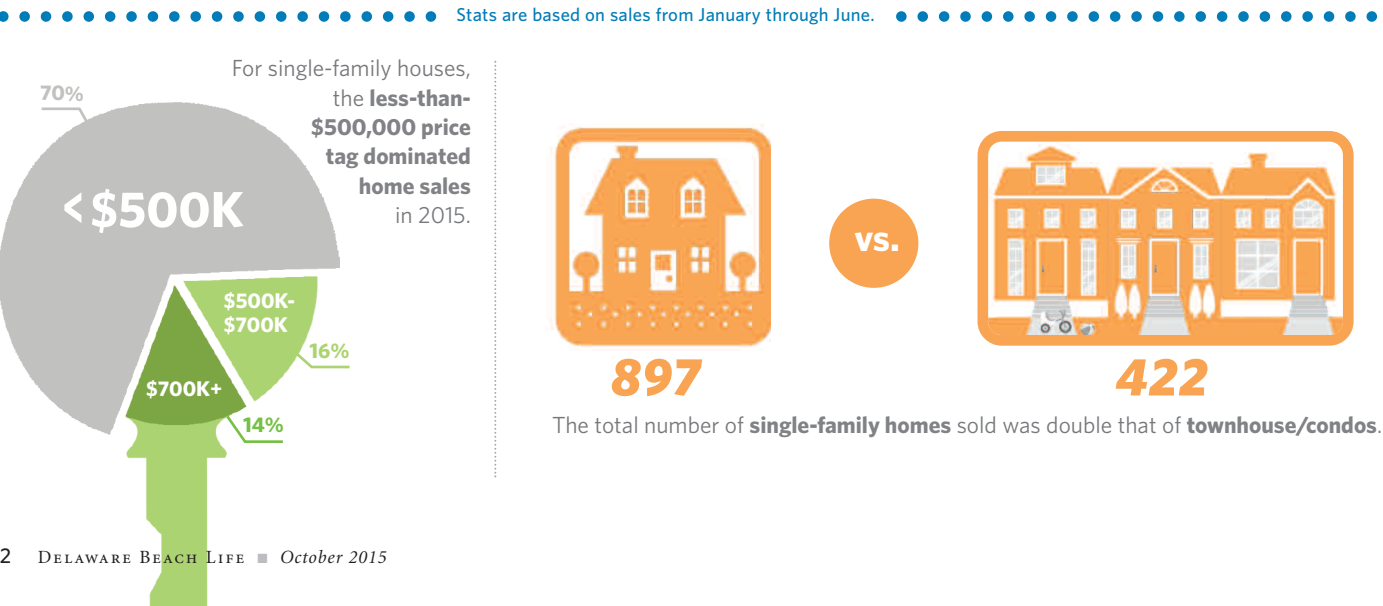 Stats are based on sales from January through June.
For single-family houses,
the less-than-
$500,000 price
tag dominated
home sales
in 2015.
70%
<$500K
$500K-
$700K
16%
$700K+
14%
vs.
897
422
The total number of single-family homes sold was double that of townhouse/condos.
2 Delaware Beach Life ■ October 2015